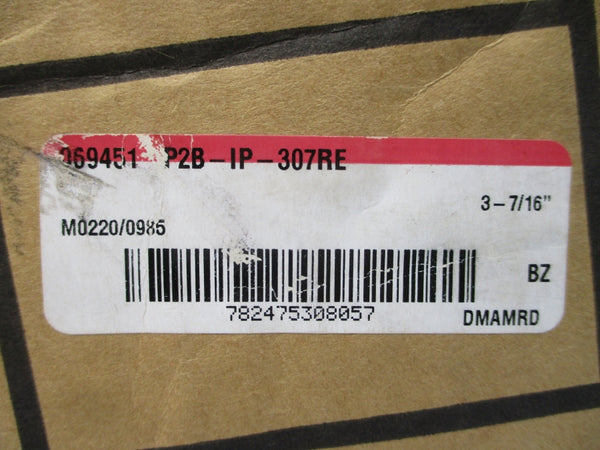 069451 P2B-IP-307RE
3-7/16"
M0220/0985
BZ
782475308057
DMAMRD